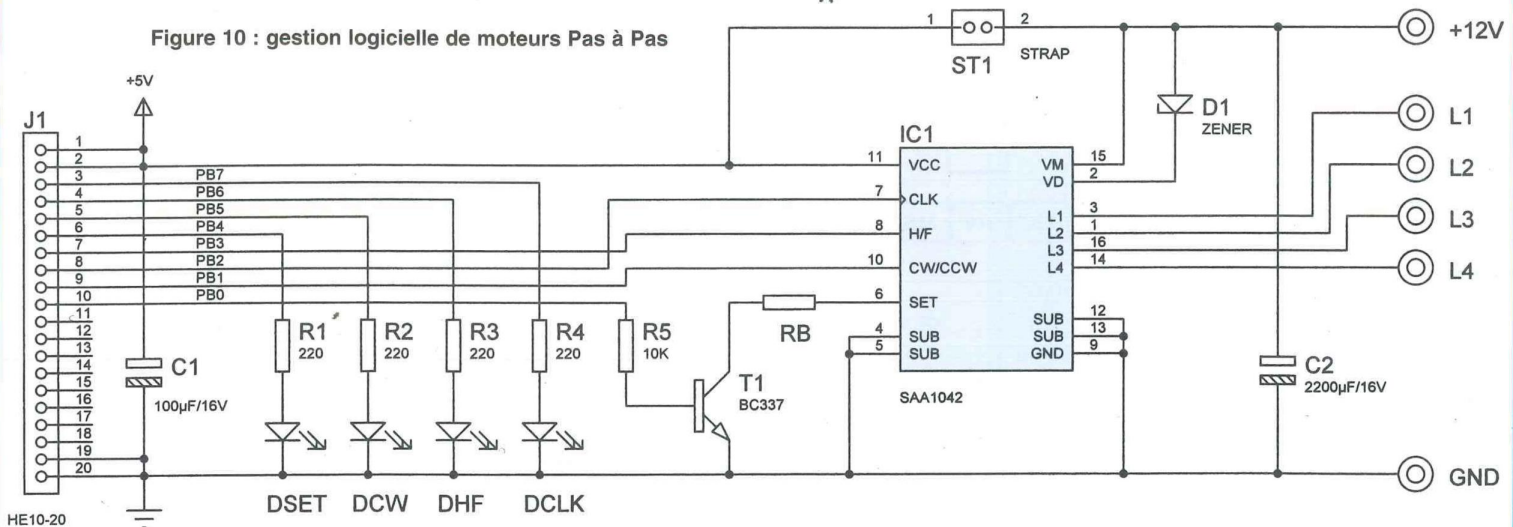 Figure 10 : gestion logicielle de moteurs Pas à Pas
1
2
ST1
STRAP
+12V
+5V
J1
1
2
3
4
5
6
7
8
9
10
11
12
13
14
15
16
17
18
19
20
HE10-20
PB7
PB6
PB5
PB4
PB3
PB2
PB1
PB0
C1
100µF/16V
R1
220
R2
220
R3
220
R4
220
R5
10K
DSET
DCW
DHF
DCLK
T1
BC337
RB
IC1
11
VCC
7
CLK
8
H/F
10
CW/CCW
6
SET
4
SUB
5
SUB
VM
15
VD
2
L1
3
L2
1
L3
16
L4
14
SUB
12
SUB
13
GND
9
SAA1042
D1
ZENER
C2
2200µF/16V
L1
L2
L3
L4
GND